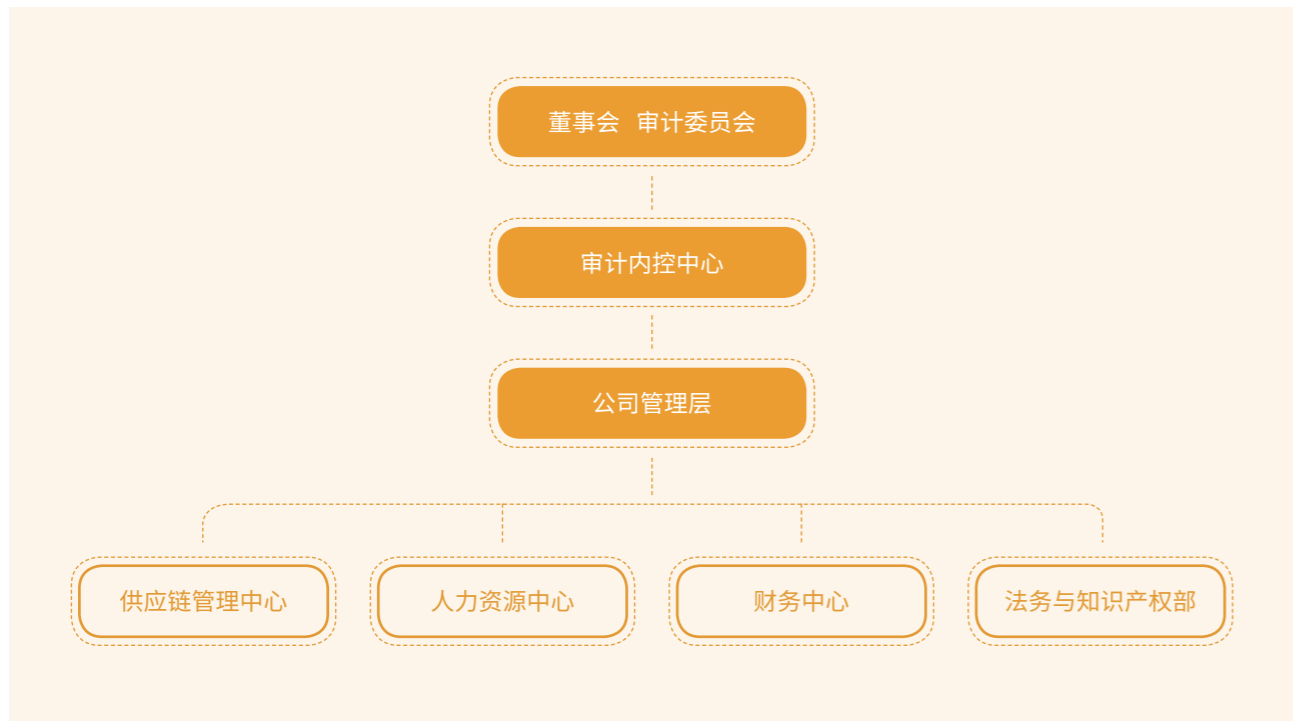 董事会 审计委员会
审计内控中心
公司管理层
供应链管理中心
人力资源中心
财务中心
法务与知识产权部